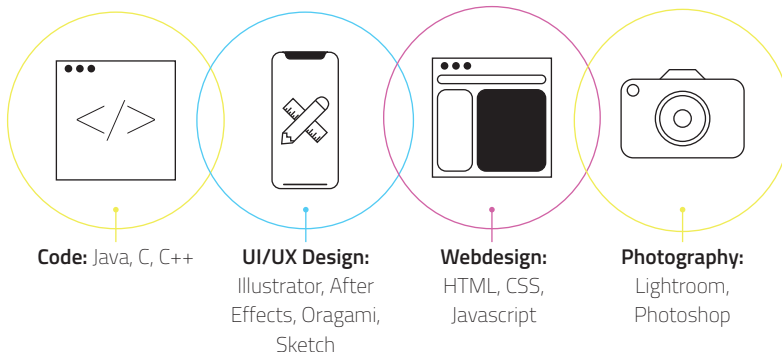 </>
Code: Java, C, C++
UI/UX Design:
Illustrator, After
Effects, Oragami,
Sketch
Webdesign:
HTML, CSS,
Javascript
Photography:
Lightroom,
Photoshop